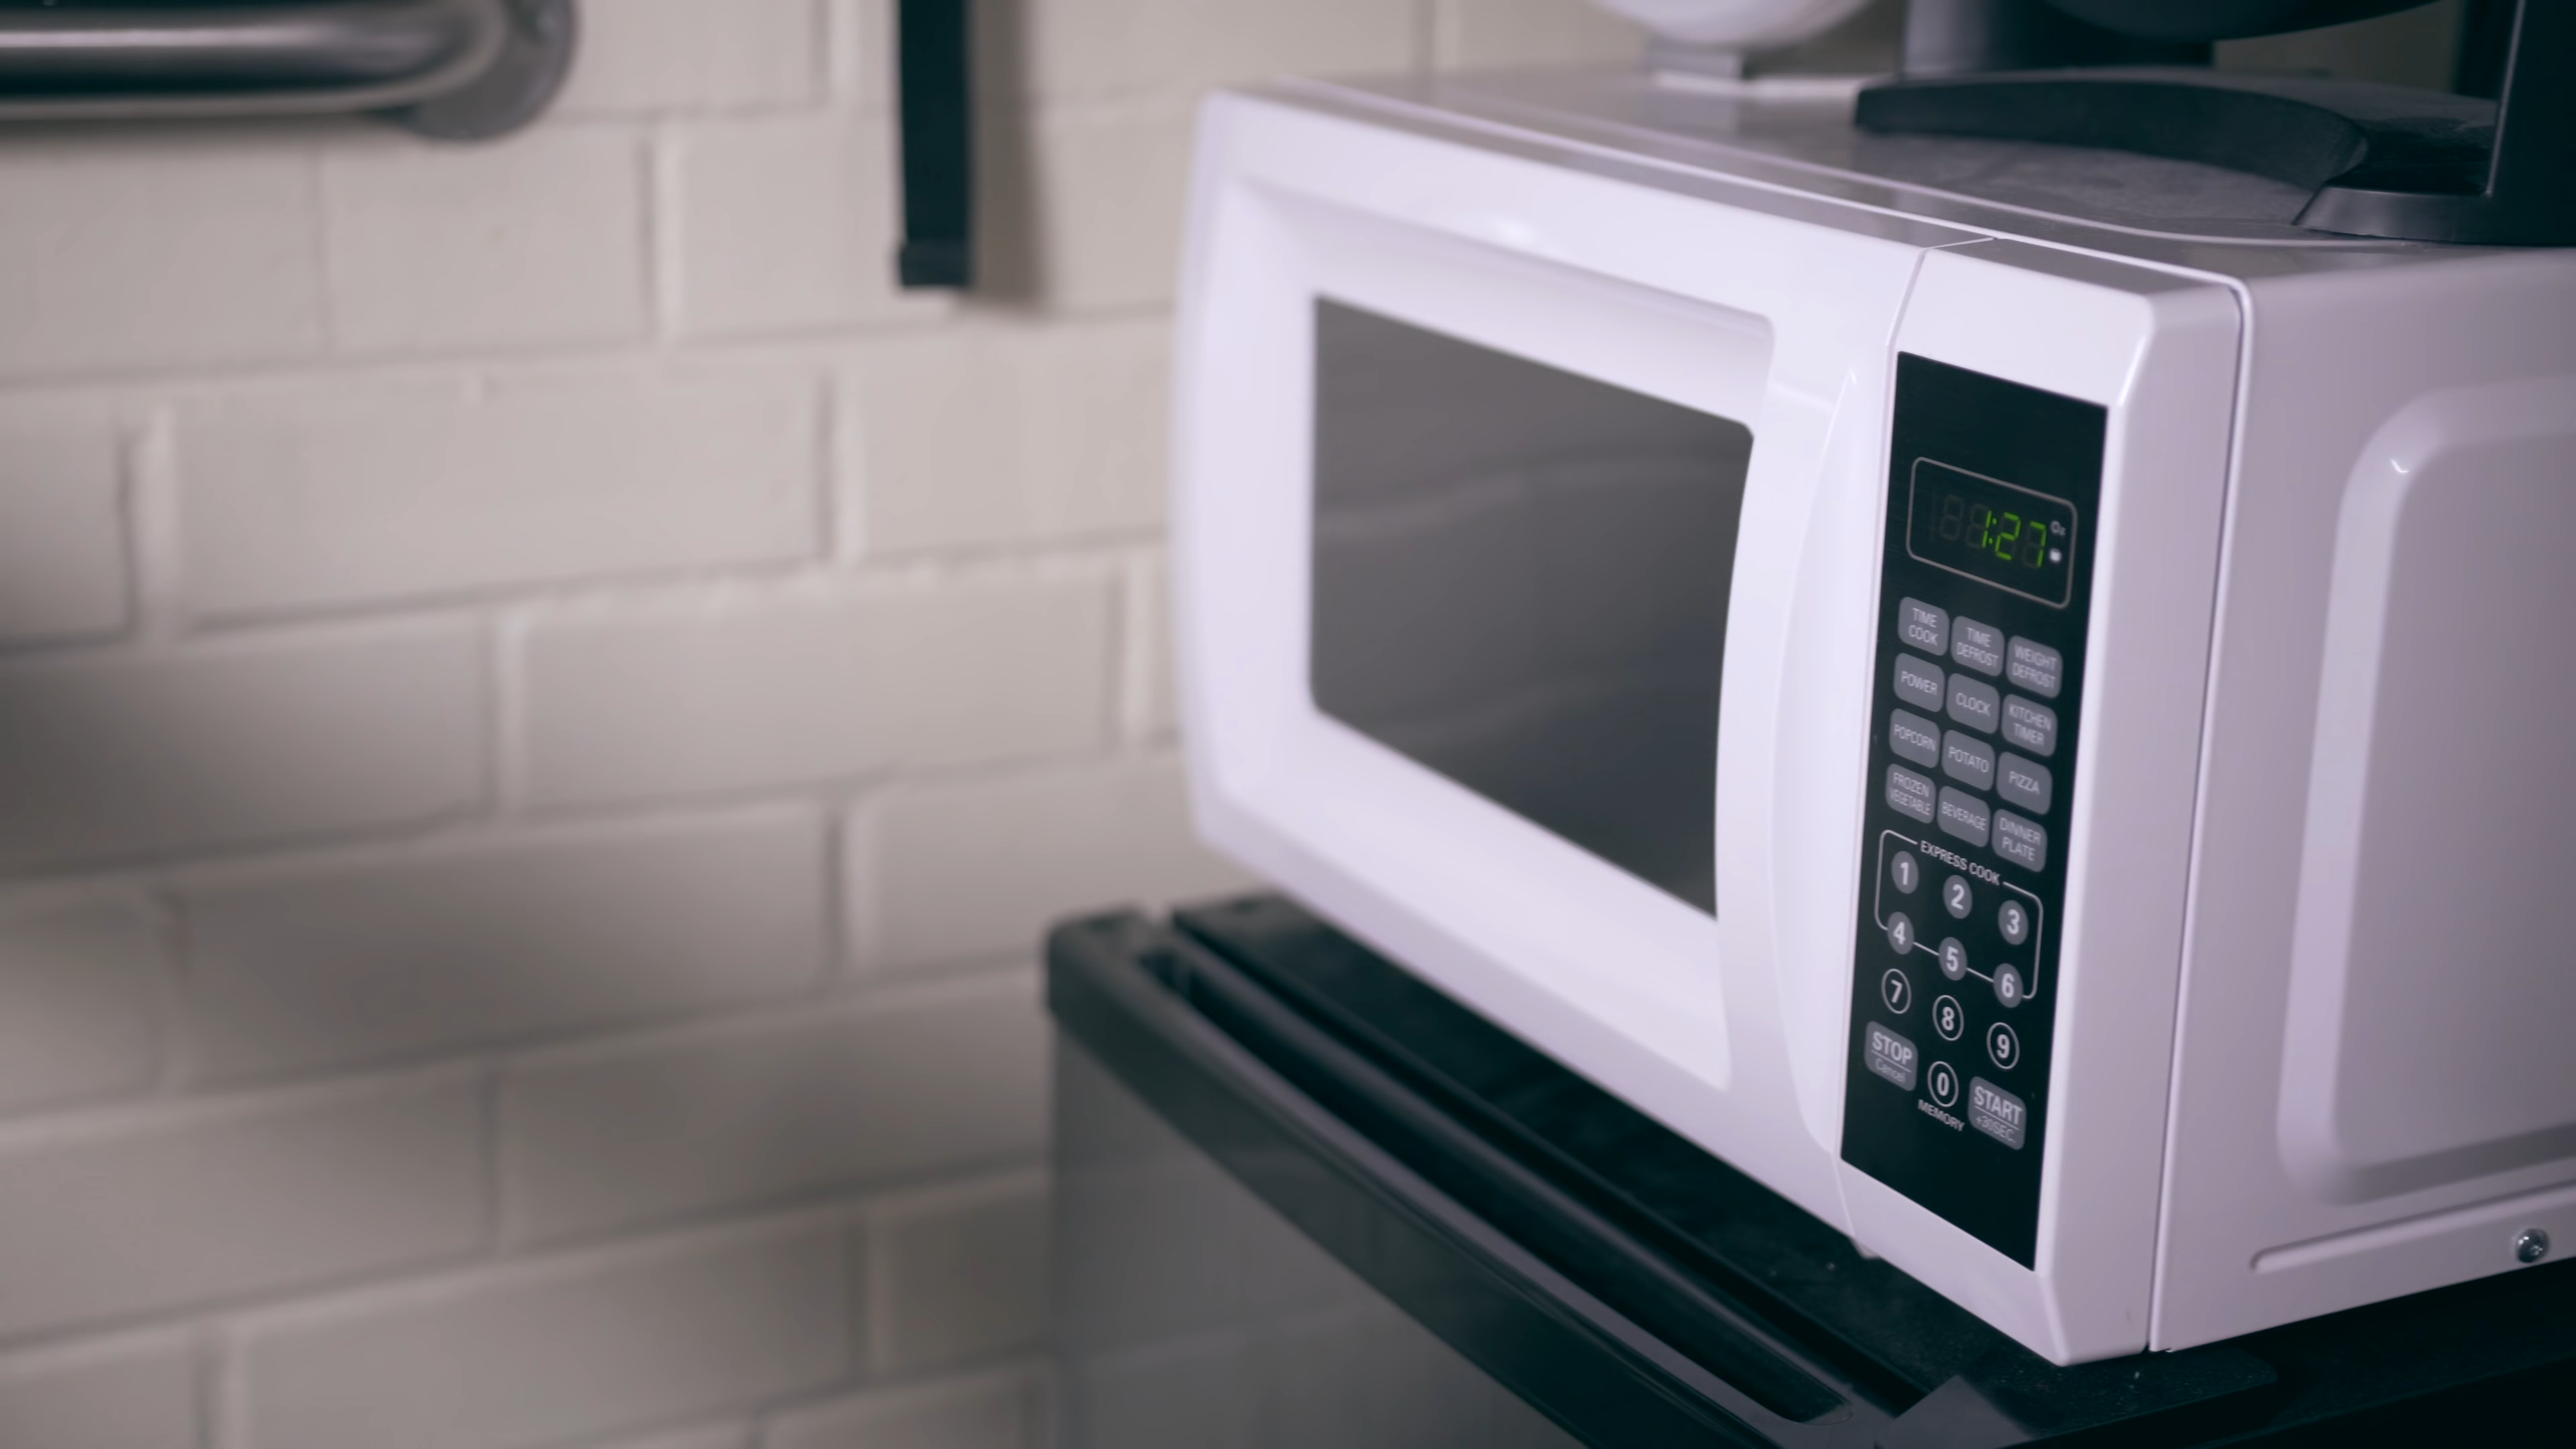 1:27
TIME
COOK
TIME
DEFROST
WEIGHT
DEFROST
POWER
CLOCK
KITCHEN
TIMER
POPCORN
POTATO
PIZZA
FROZEN
VEGETABLE
BEVERAGE
DINNER
PLATE
EXPRESS COOK
1
2
3
4
5
6
7
8
9
STOP
Cancel
0
MEMORY
START
+30SEC.